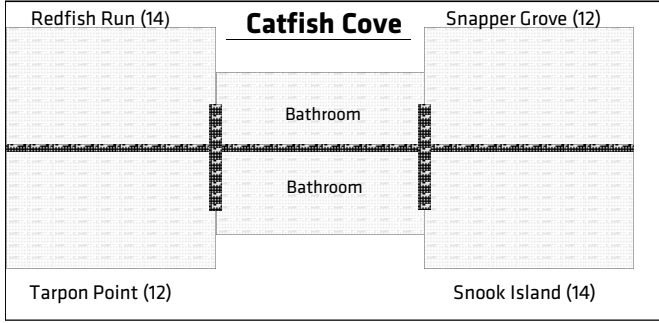 Redfish Run (14)
Catfish Cove
Snapper Grove (12)
Bathroom
Bathroom
Tarpon Point (12)
Snook Island (14)